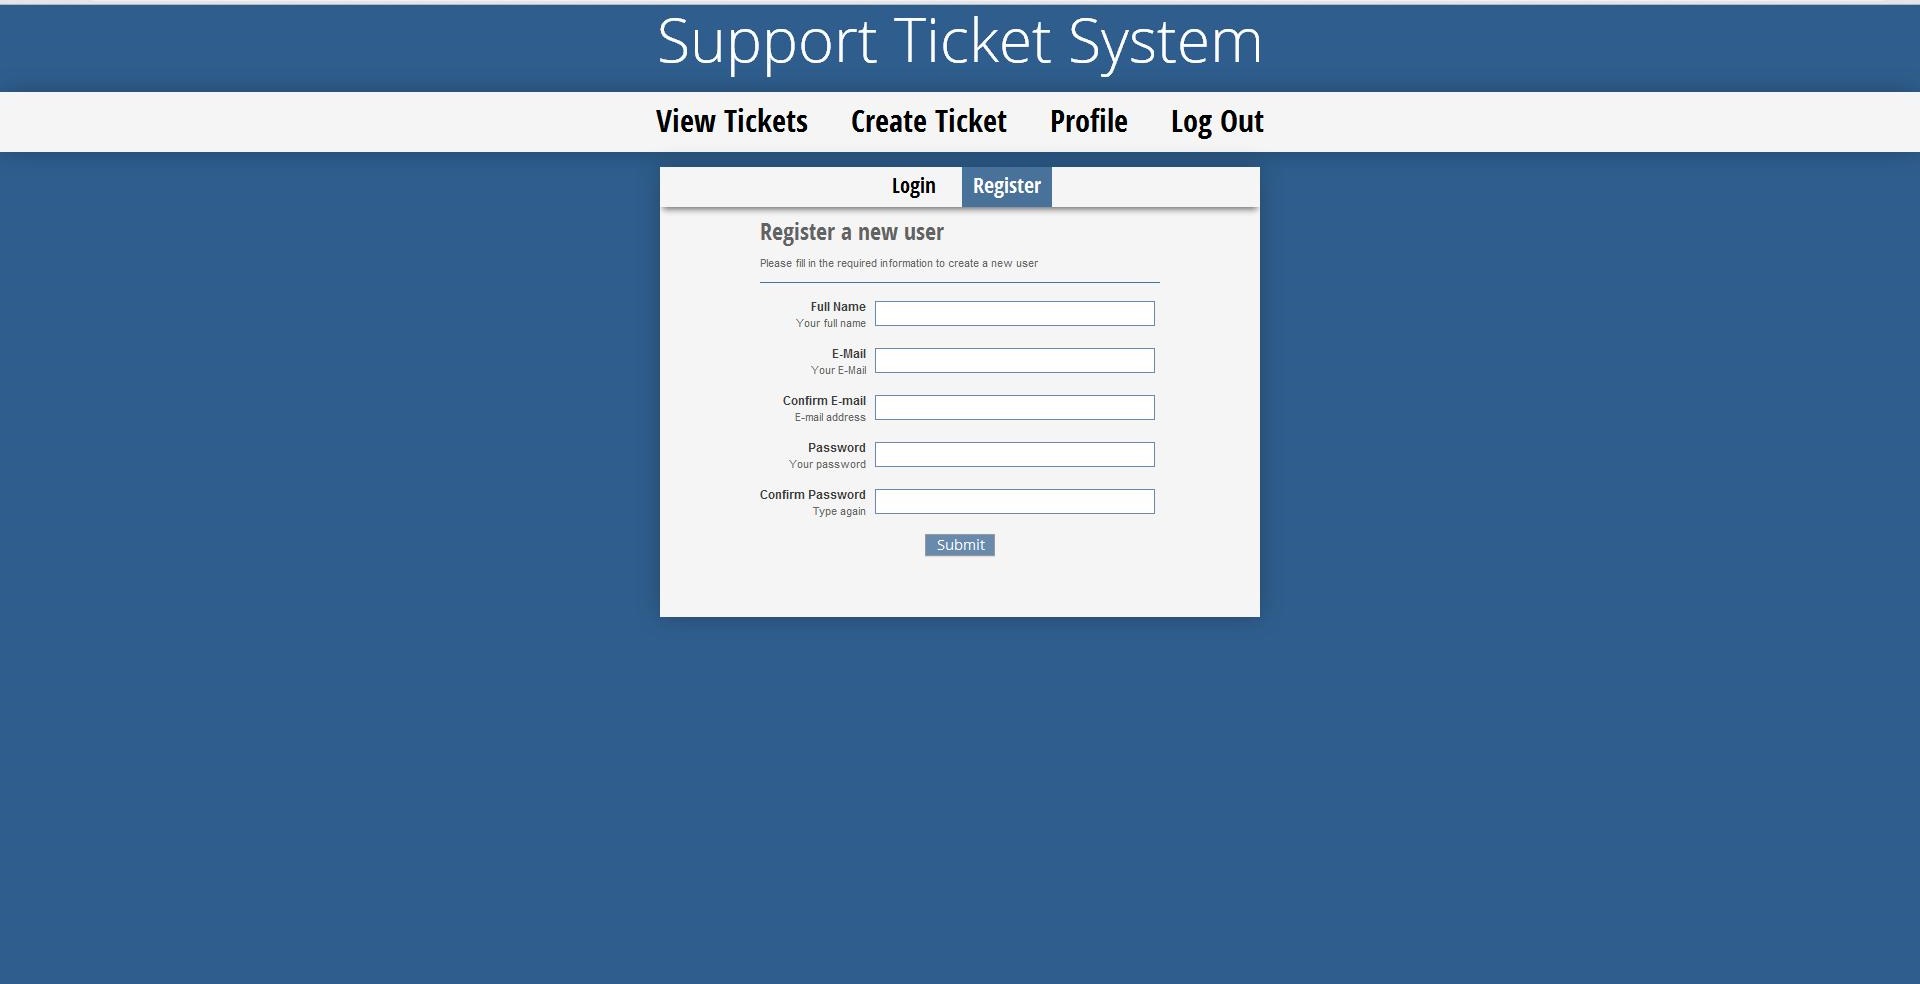 Support Ticket System
View Tickets Create Ticket Profile Log Out
Login Register
Register a new user
Please fill in the required information to create a new user
Full Name
Your full name
E-Mail
Your E-Mail
Confirm E-mail
E-mail address
Password
Your password
Confirm Password
Type again
Submit